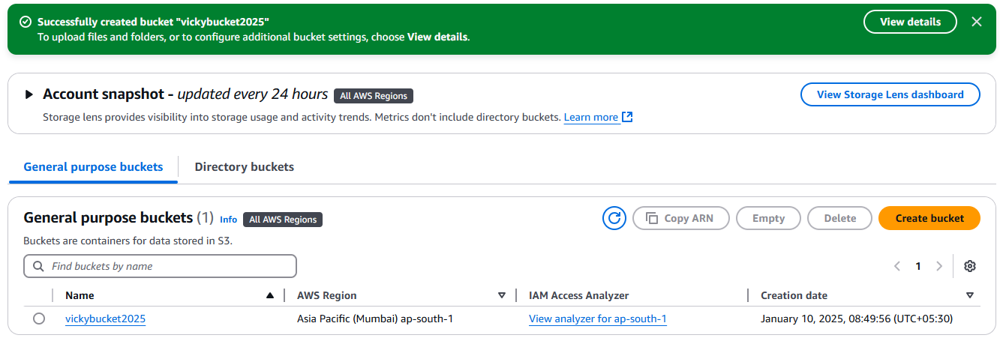 Successfully created bucket "vickybucket2025"
To upload files and folders, or to configure additional bucket settings, choose View details.
View details
Account snapshot - updated every 24 hours All AWS Regions
View Storage Lens dashboard
Storage lens provides visibility into storage usage and activity trends. Metrics don't include directory buckets. Learn more
General purpose buckets Directory buckets
General purpose buckets (1) Info All AWS Regions
Copy ARN Empty Delete Create bucket
Buckets are containers for data stored in S3.
Find buckets by name
1
Name AWS Region IAM Access Analyzer Creation date
vickybucket2025 Asia Pacific (Mumbai) ap-south-1 View analyzer for ap-south-1 January 10, 2025, 08:49:56 (UTC+05:30)